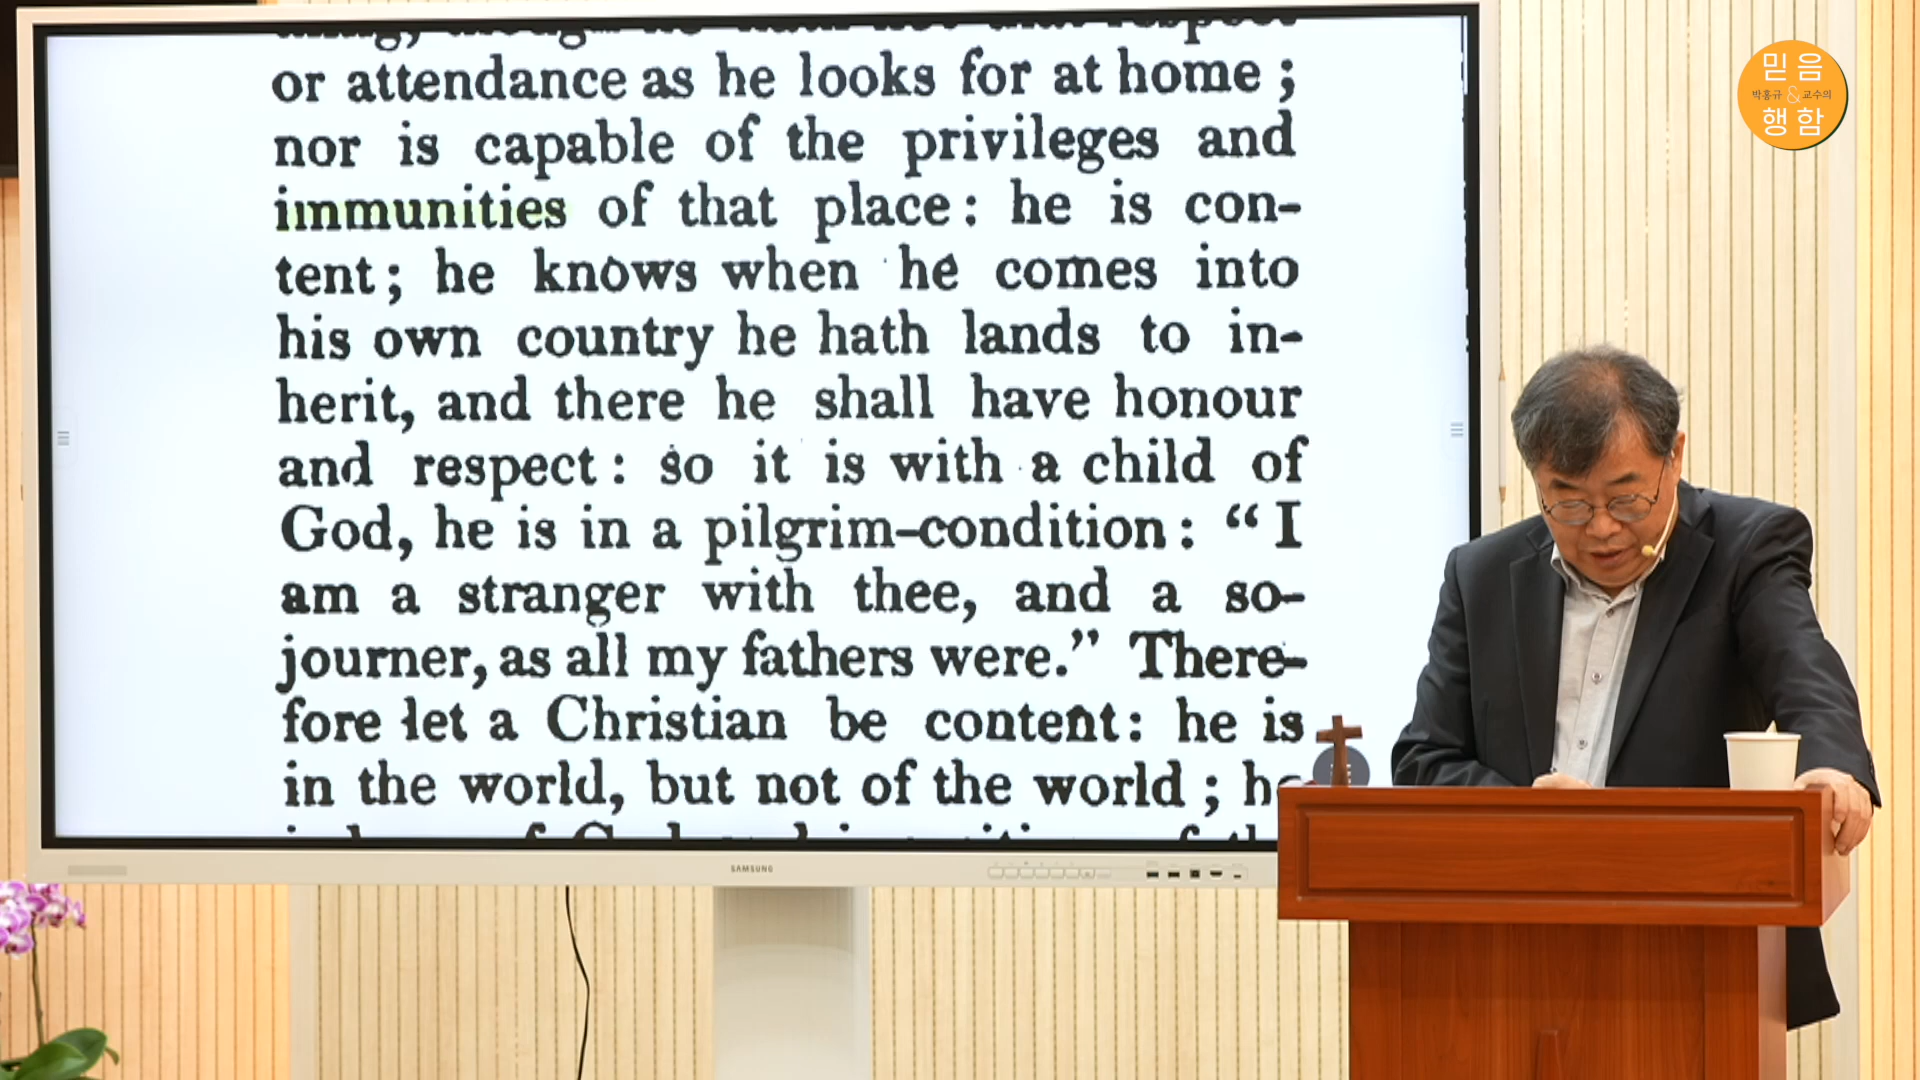 or attendance as he looks for at home ;
nor is capable of the privileges and
immunities of that place : he is con-
tent ; he knows when he comes into
his own country he hath lands to in-
herit, and there he shall have honour
and respect : so it is with a child of
God, he is in a pilgrim-condition : “ I
am a stranger with thee, and a so-
journer, as all my fathers were.” There-
fore let a Christian be content : he is
in the world, but not of the world ; he
SAMSUNG
믿음
박홍규 & 교수의
행함